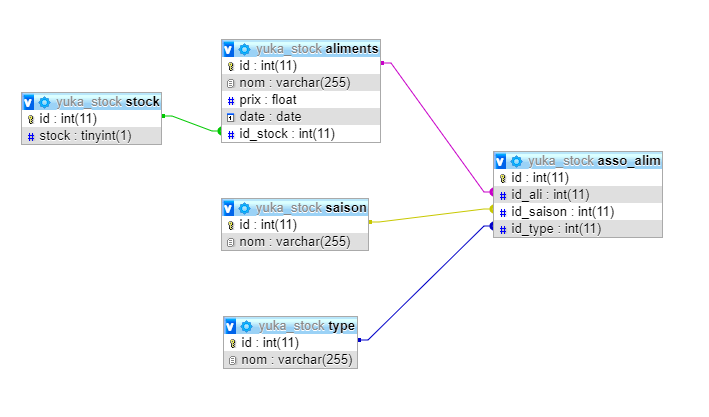 yuka_stock stock
id : int(11)
stock : tinyint(1)
yuka_stock aliments
id : int(11)
nom : varchar(255)
prix : float
date : date
id_stock : int(11)
yuka_stock saison
id : int(11)
nom : varchar(255)
yuka_stock type
id : int(11)
nom : varchar(255)
yuka_stock asso_alim
id : int(11)
id_ali : int(11)
id_saison : int(11)
id_type : int(11)